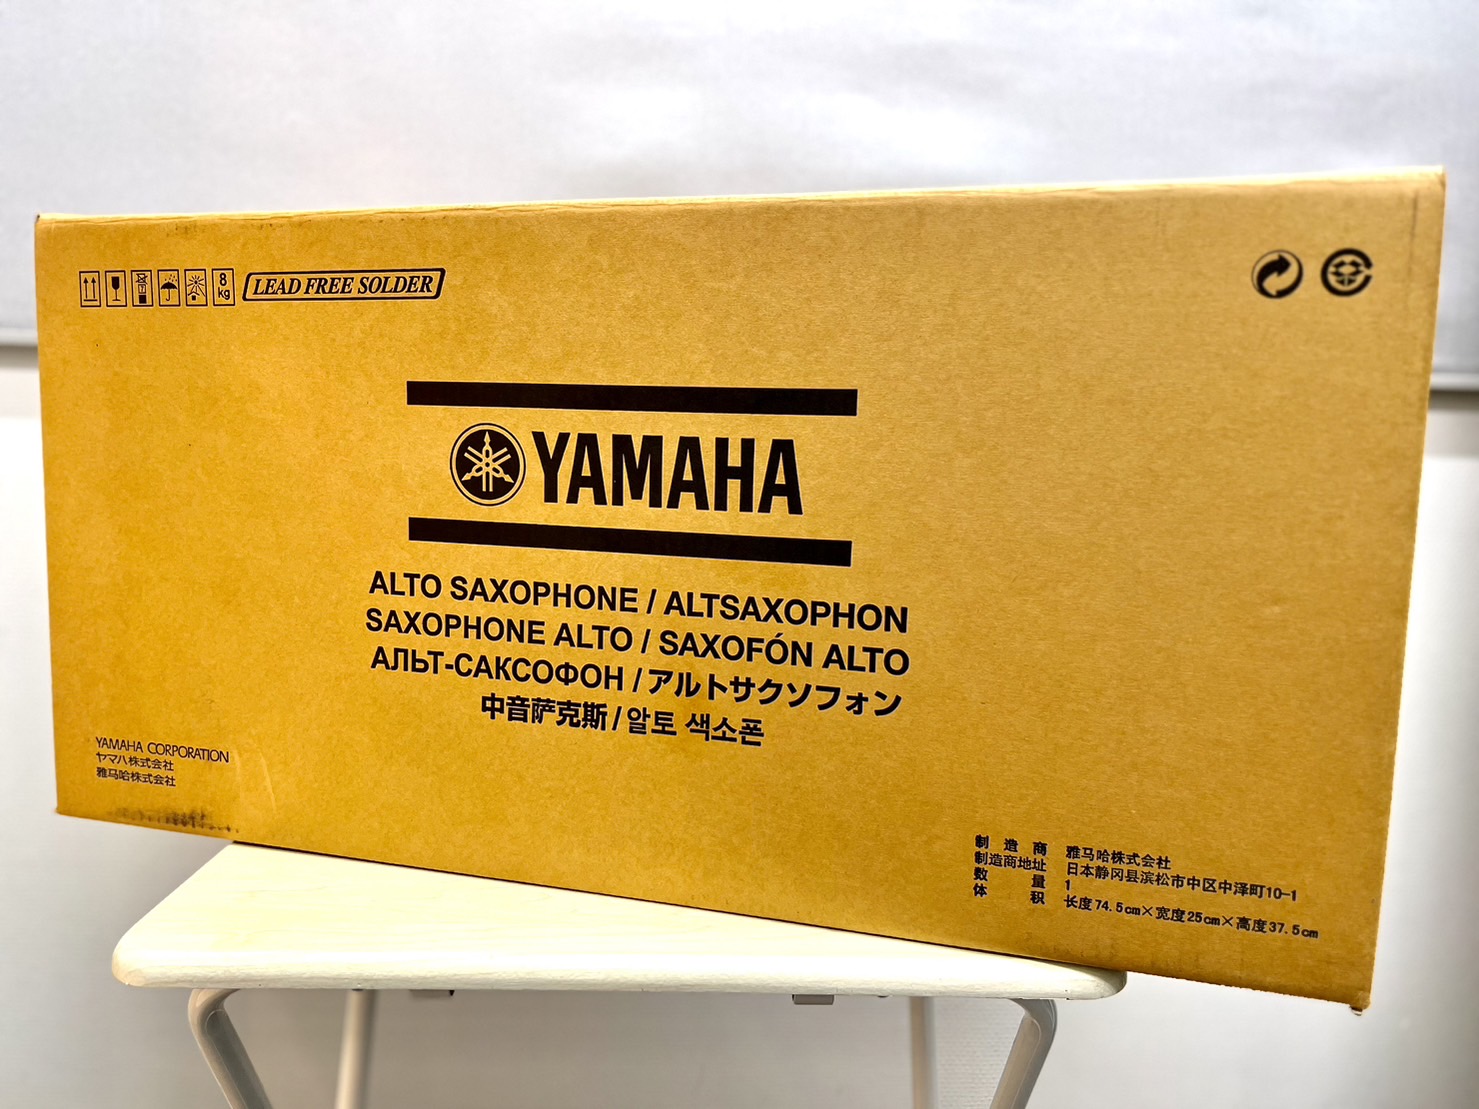 8
kg
LEAD FREE SOLDER
YAMAHA
ALTO SAXOPHONE / ALTSAXOPHON
SAXOPHONE ALTO / SAXOFÓN ALTO
АЛЬТ-САКСОФОН / アルトサクソフォン
中音萨克斯 / 알토 색소폰
YAMAHA CORPORATION
ヤマハ株式会社
雅马哈株式会社
制造商 雅马哈株式会社
制造商地址 日本静冈县滨松市中区中泽町10-1
数量 1
体积 长度74.5cm×宽度25cm×高度37.5cm